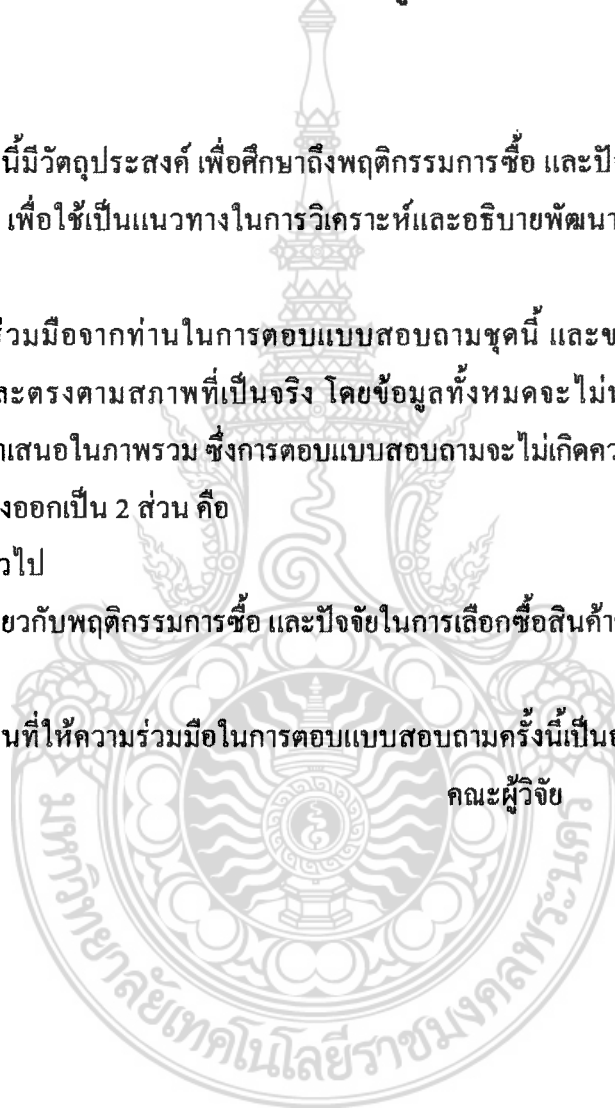 นี้มีวัตถุประสงค์ เพื่อศึกษาถึงพฤติกรรมการซื้อ และปั
เพื่อใช้เป็นแนวทางในการวิเคราะห์และอธิบายพัฒนา
ร่วมมือจากท่านในการตอบแบบสอบถามชุดนี้ และข
ละตรงตามสภาพที่เป็นจริง โดยข้อมูลทั้งหมดจะไม่
เสนอในภาพรวม ซึ่งการตอบแบบสอบถามจะไม่เกิดคว
งออกเป็น 2 ส่วน คือ
วไป
ยวกับพฤติกรรมการซื้อ และปัจจัยในการเลือกซื้อสินค้า
นที่ให้ความร่วมมือในการตอบแบบสอบถามครั้งนี้เป็น
คณะผู้วิจัย
มหาวิทยาลัยเทคโนโลยีราชมงคลพระนคร